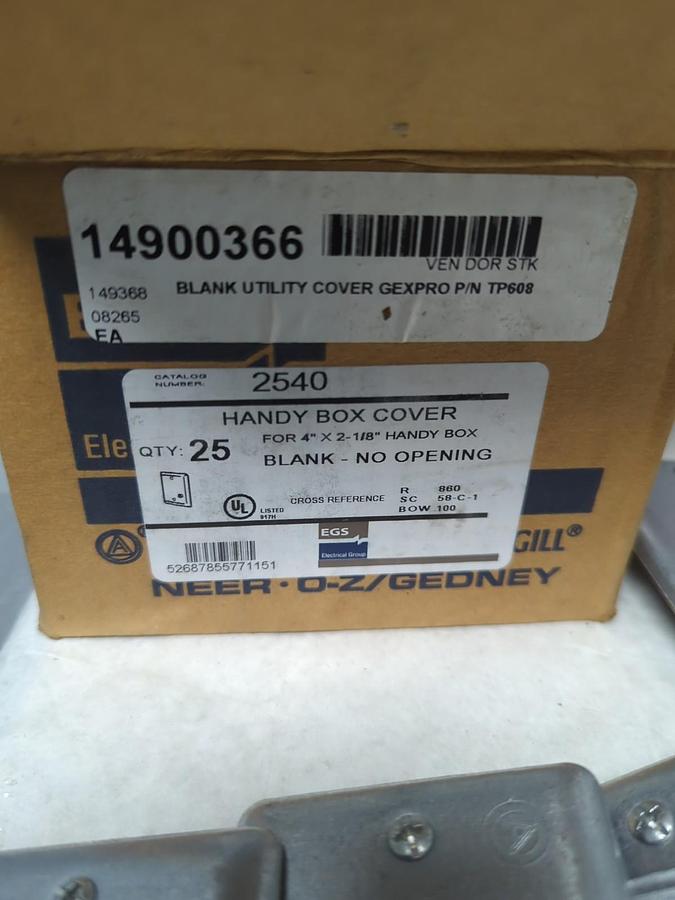 14900366
VEN DOR STK
149368
BLANK UTILITY COVER GEXPRO P/N TP608
08265
EA
Ele
CATALOG NUMBER: 2540
HANDY BOX COVER
FOR 4" X 2-1/8" HANDY BOX
QTY: 25
BLANK - NO OPENING
UL
LISTED
917H
CROSS REFERENCE
R 860
SC 58-C-1
BOW 100
EGS
Electrical Group
52687855771151
GILL®
NEER · O-Z/GEDNEY